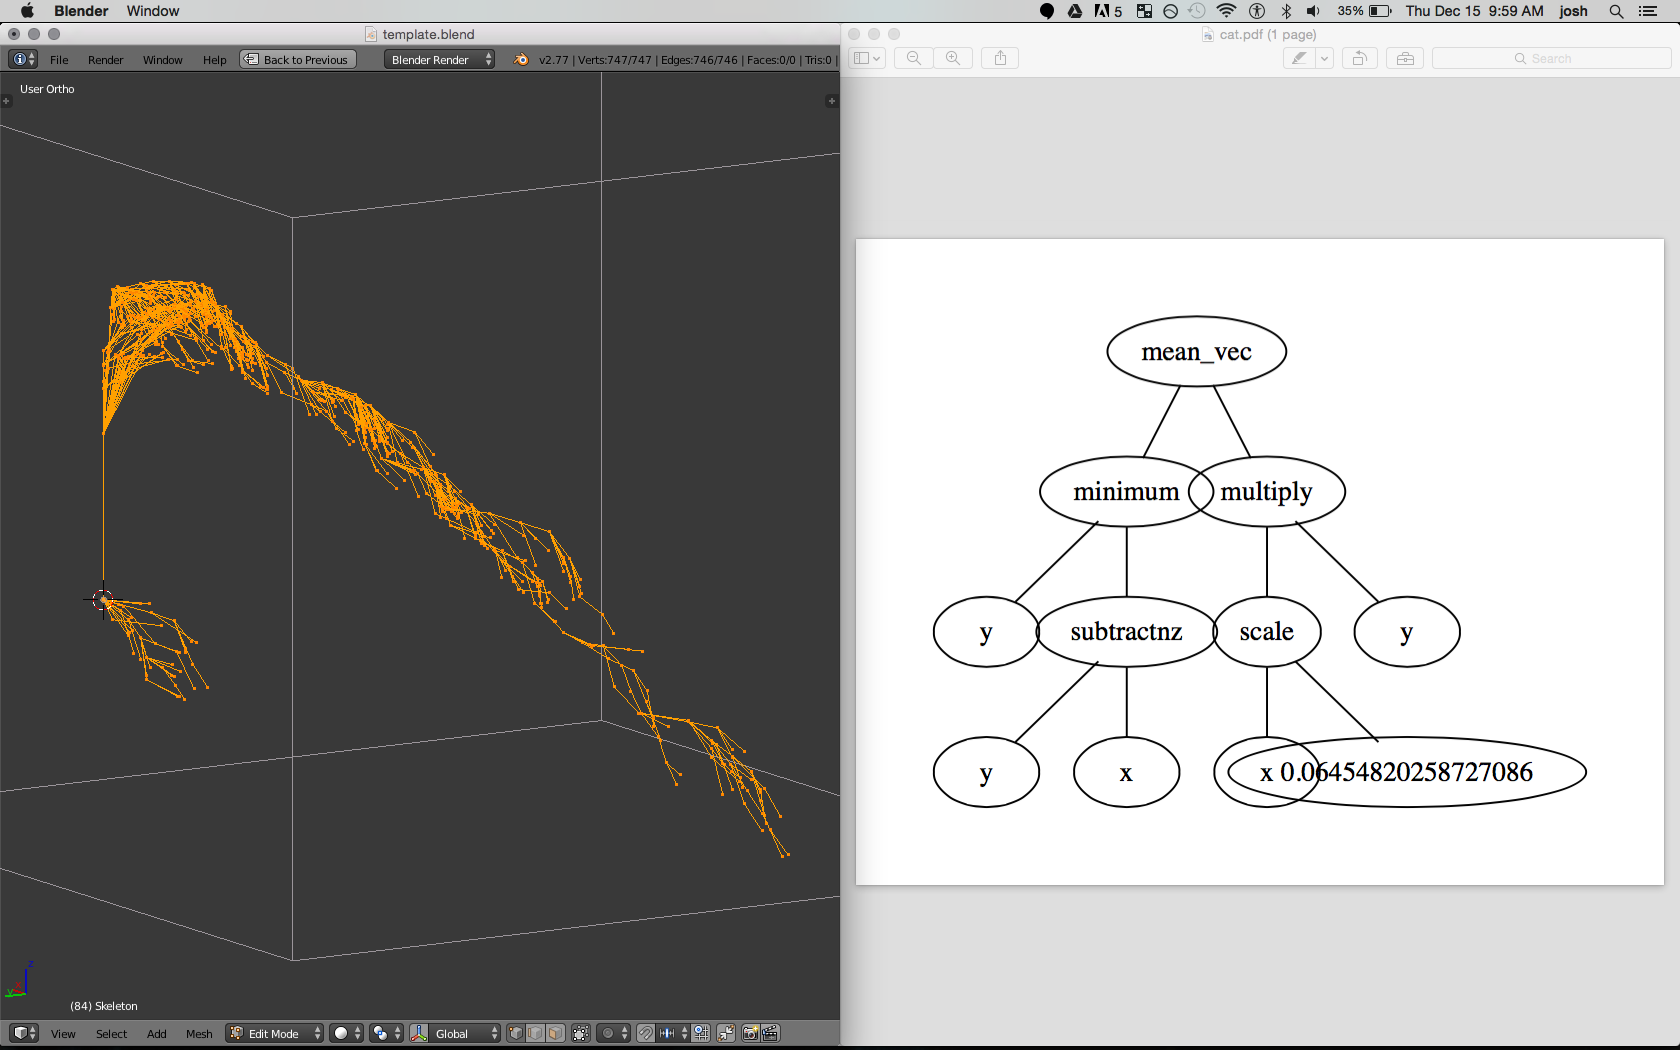 Blender Window
5 35% Thu Dec 15 9:59 AM josh
template.blend
cat.pdf (1 page)
File Render Window Help Back to Previous Blender Render v2.77 | Verts:747/747 | Edges:746/746 | Faces:0/0 | Tris:0 |
Search
User Ortho
mean_vec
minimum multiply
y subtractnz scale y
y x x 0.06454820258727086
z
y
(84) Skeleton
View Select Add Mesh Edit Mode Global